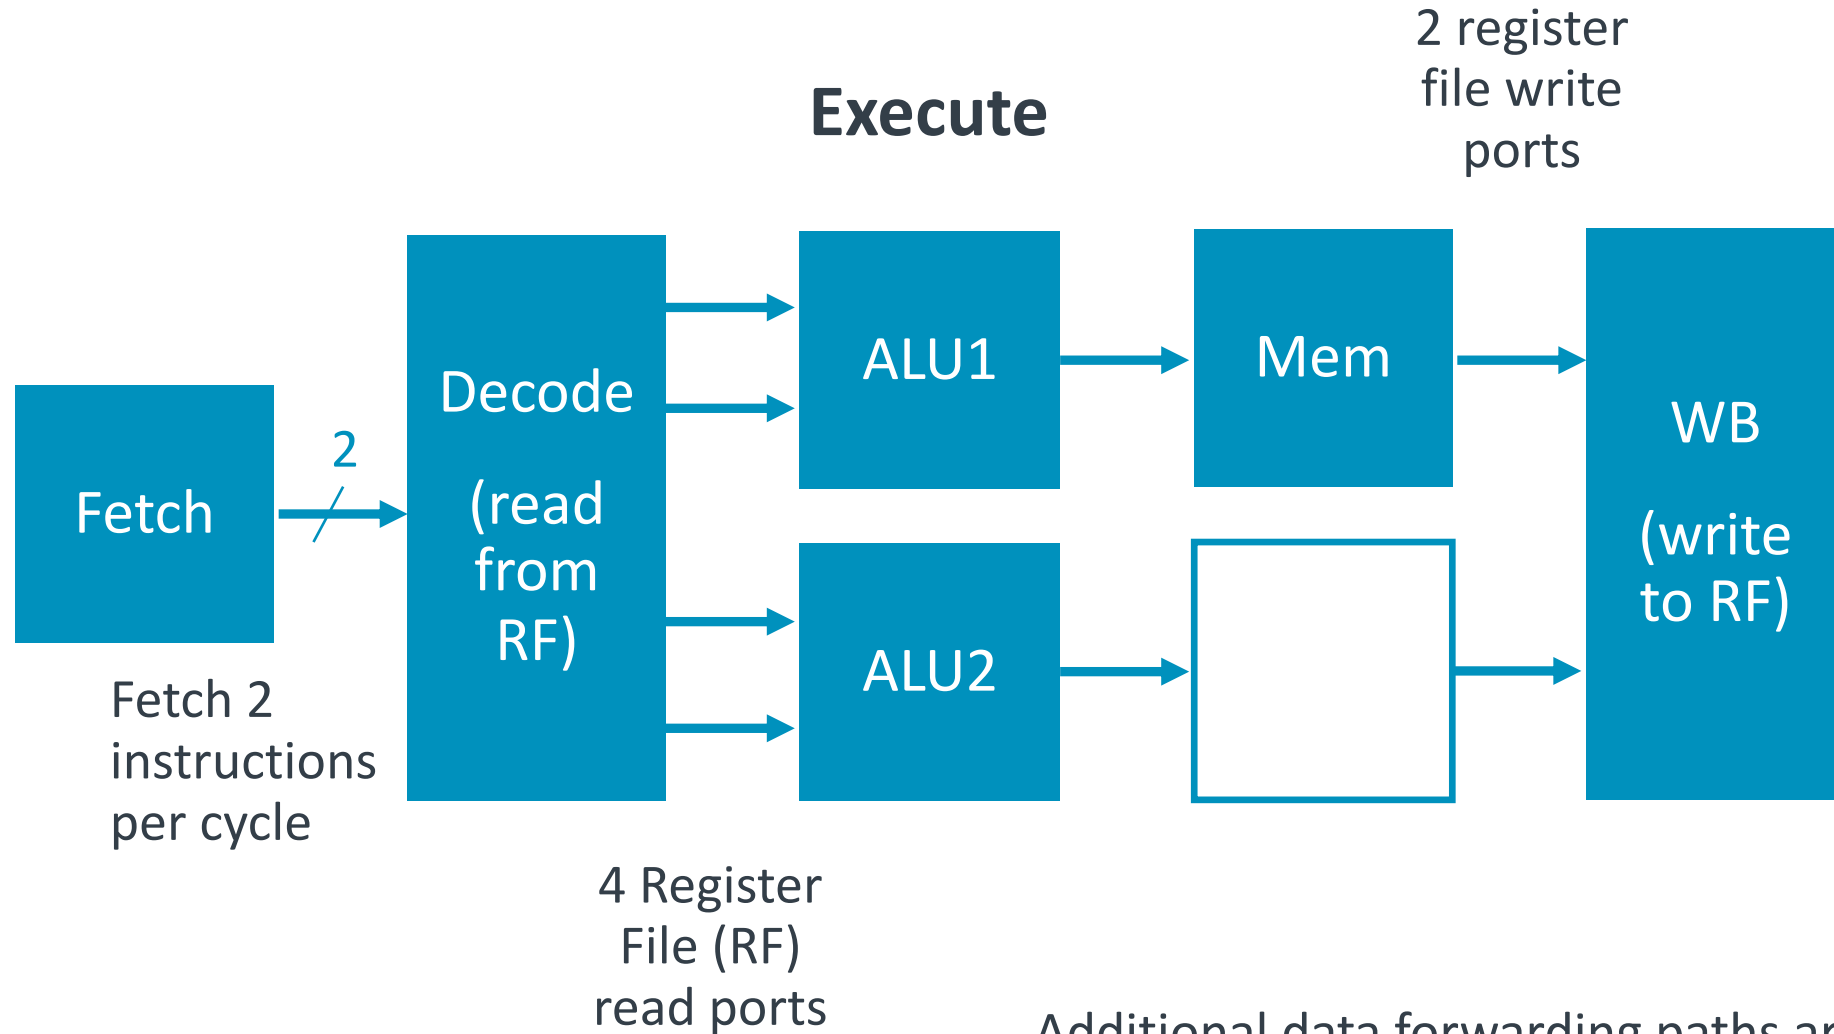 2 register
file write
ports
Execute
Fetch
2
Decode
(read
from
RF)
ALU1
Mem
ALU2
WB
(write
to RF)
Fetch 2
instructions
per cycle
4 Register
File (RF)
read ports
Additional data forwarding paths